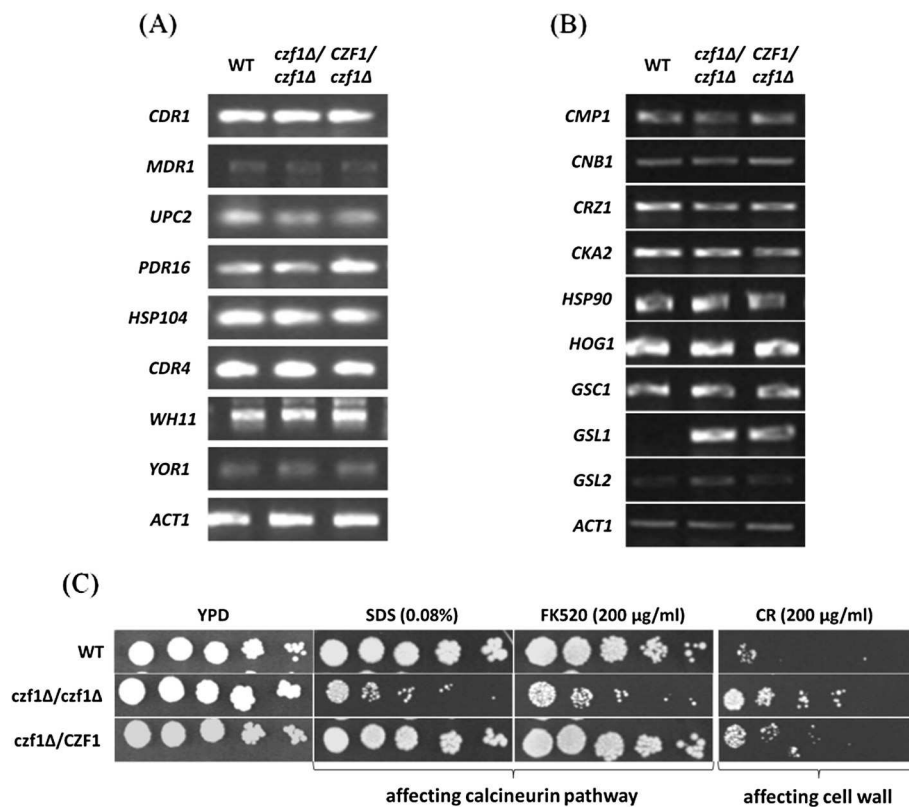 (A)
WT czf1Δ/czf1Δ CZF1/czf1Δ
CDR1
MDR1
UPC2
PDR16
HSP104
CDR4
WH11
YOR1
ACT1
(B)
WT czf1Δ/czf1Δ CZF1/czf1Δ
CMP1
CNB1
CRZ1
CKA2
HSP90
HOG1
GSC1
GSL1
GSL2
ACT1
(C)
YPD SDS (0.08%) FK520 (200 µg/ml) CR (200 µg/ml)
WT
czf1Δ/czf1Δ
czf1Δ/CZF1
affecting calcineurin pathway affecting cell wall